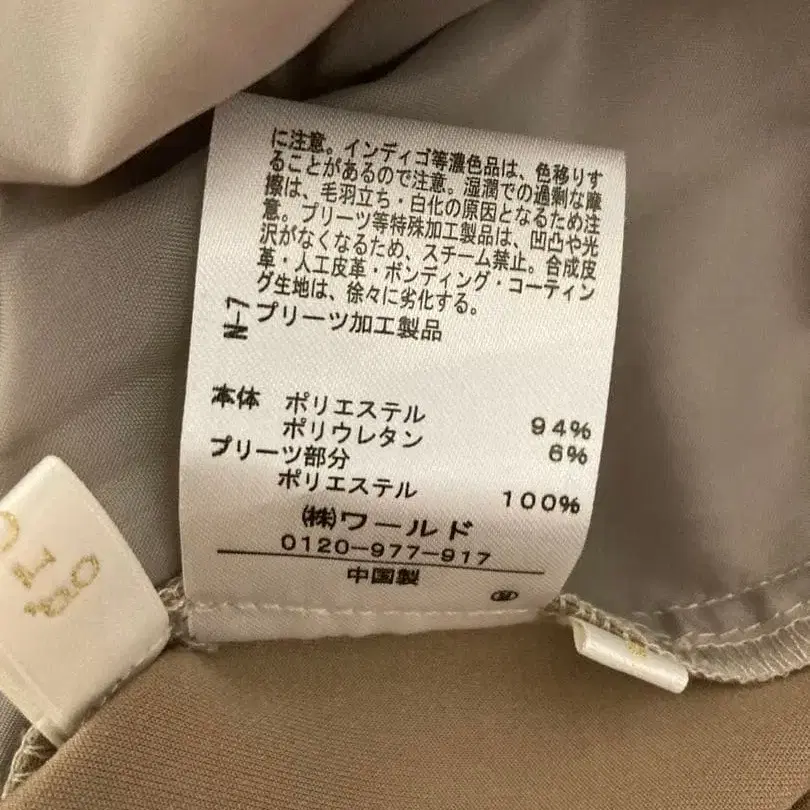 に注意。インディゴ等濃色品は、色移りす
ることがあるので注意。湿潤での過剰な摩
擦は、毛羽立ち・白化の原因となるため注
意。プリーツ等特殊加工製品は、凹凸や光
沢がなくなるため、スチーム禁止。合成皮
革・人工皮革・ボンディング・コーティン
グ生地は、徐々に劣化する。
N-7
プリーツ加工製品
本体 ポリエステル 94%
ポリウレタン 6%
プリーツ部分
ポリエステル 100%
㈱ワールド
0120-977-917
中国製